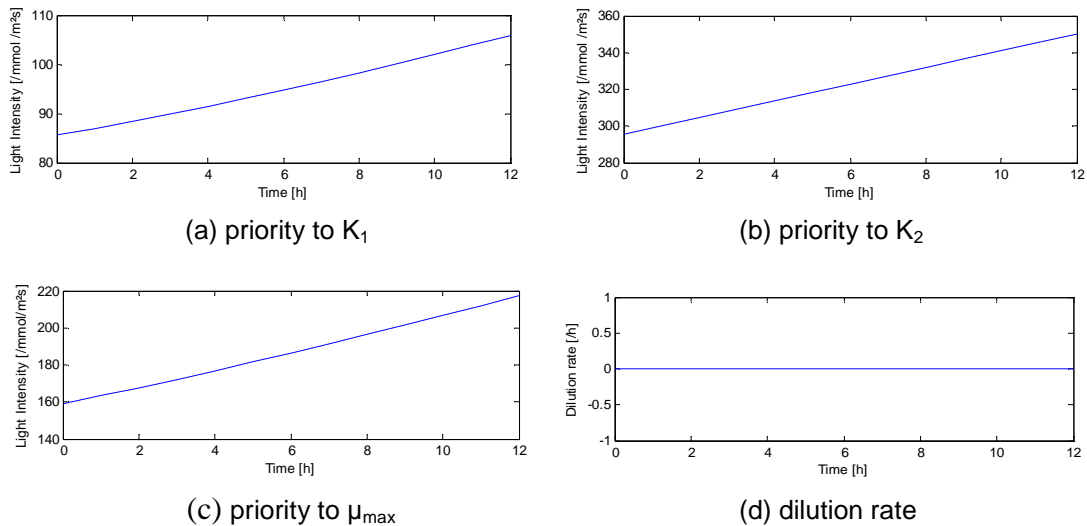 110
100
90
80
Light Intensity [/mmol /m²s]
0 2 4 6 8 10 12
Time [h]
(a) priority to K₁
360
340
320
300
280
Light Intensity [/mmol /m²s]
0 2 4 6 8 10 12
Time [h]
(b) priority to K₂
220
200
180
160
140
Light Intensity [/mmol/m²s]
0 2 4 6 8 10 12
Time [h]
(c) priority to µmax
1
0.5
0
-0.5
-1
Dilution rate [/h]
0 2 4 6 8 10 12
Time [h]
(d) dilution rate